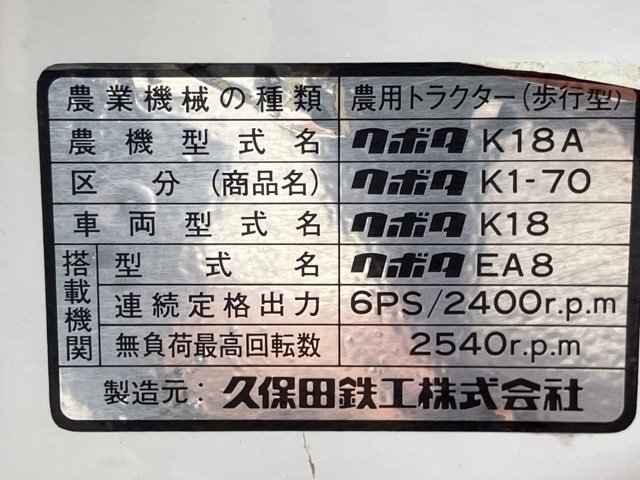 農業機械の種類 農用トラクター(歩行型)
農機型式名 クボタ K18A
区分(商品名) クボタ K1-70
車両型式名 クボタ K18
搭載機関 型式名 クボタ EA8
連続定格出力 6PS/2400r.p.m
無負荷最高回転数 2540r.p.m
製造元: 久保田鉄工株式会社